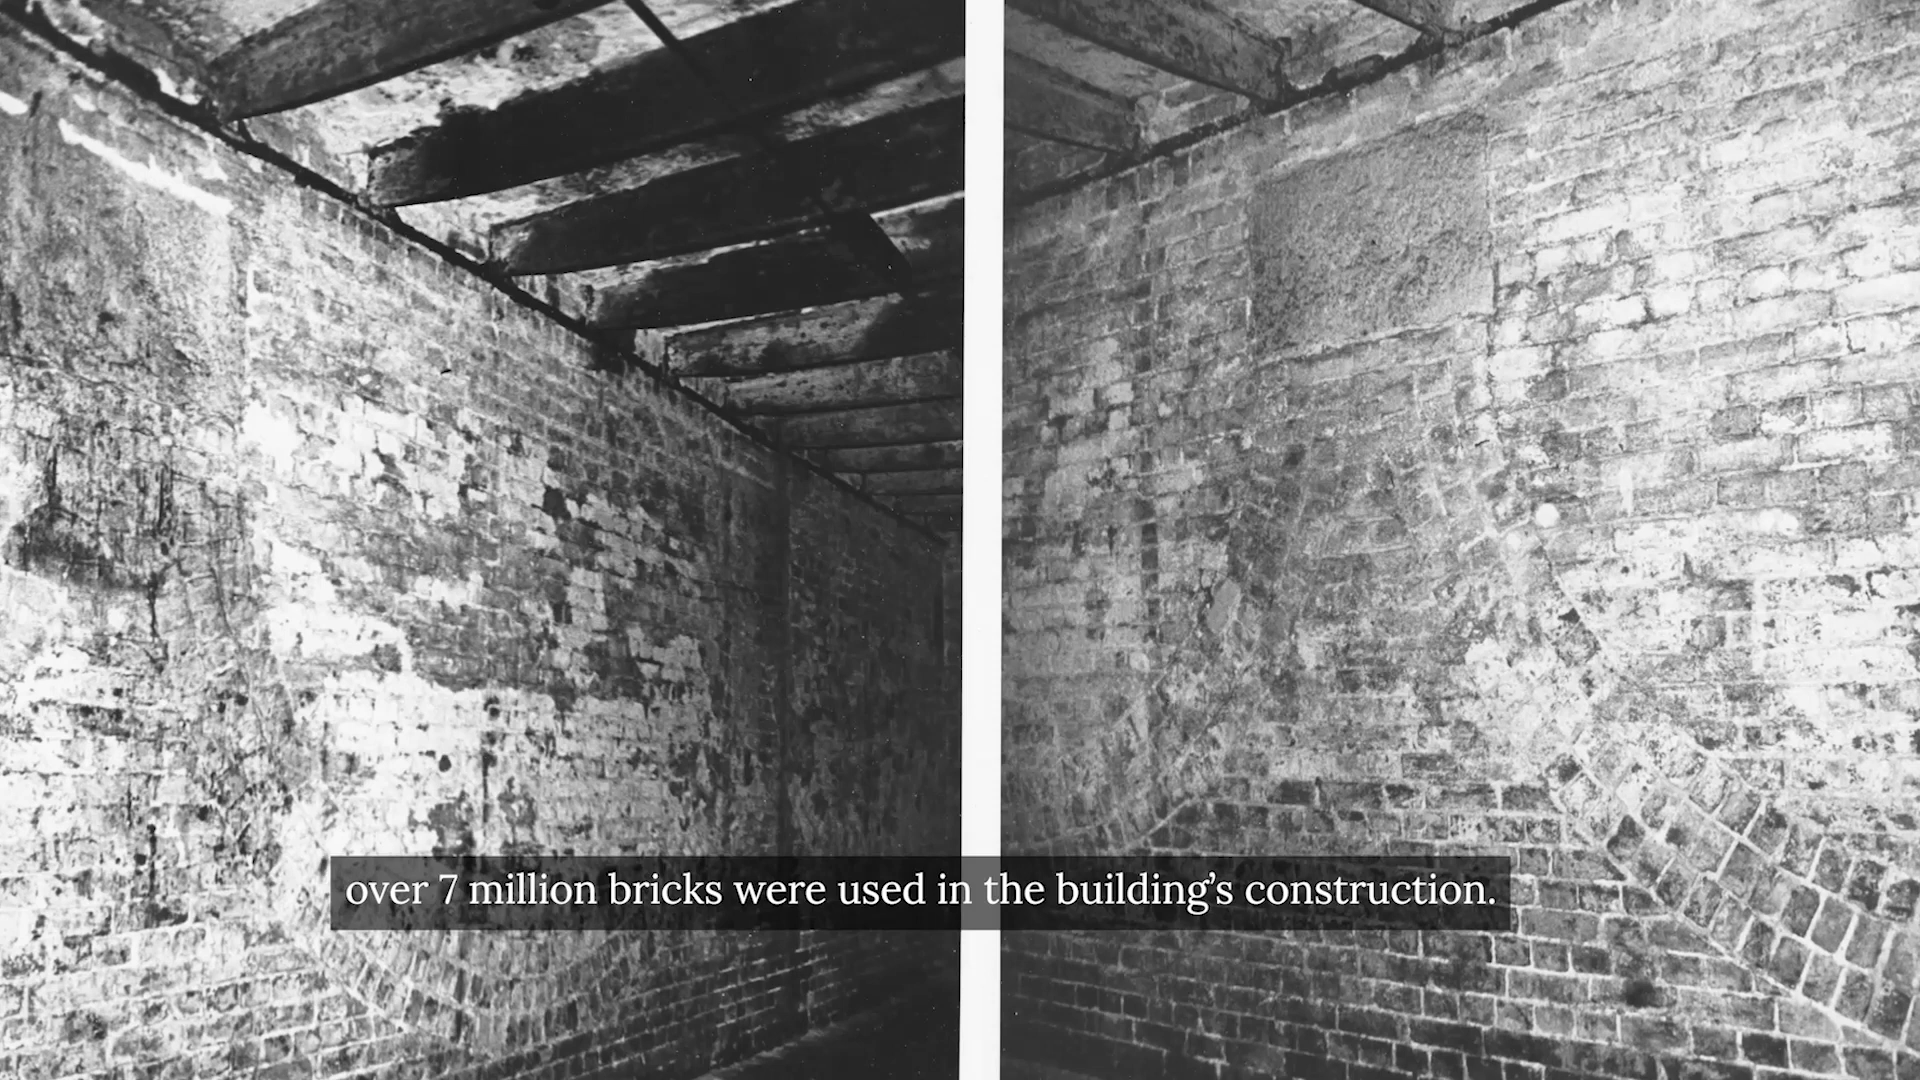 over 7 million bricks were used in the building’s construction.